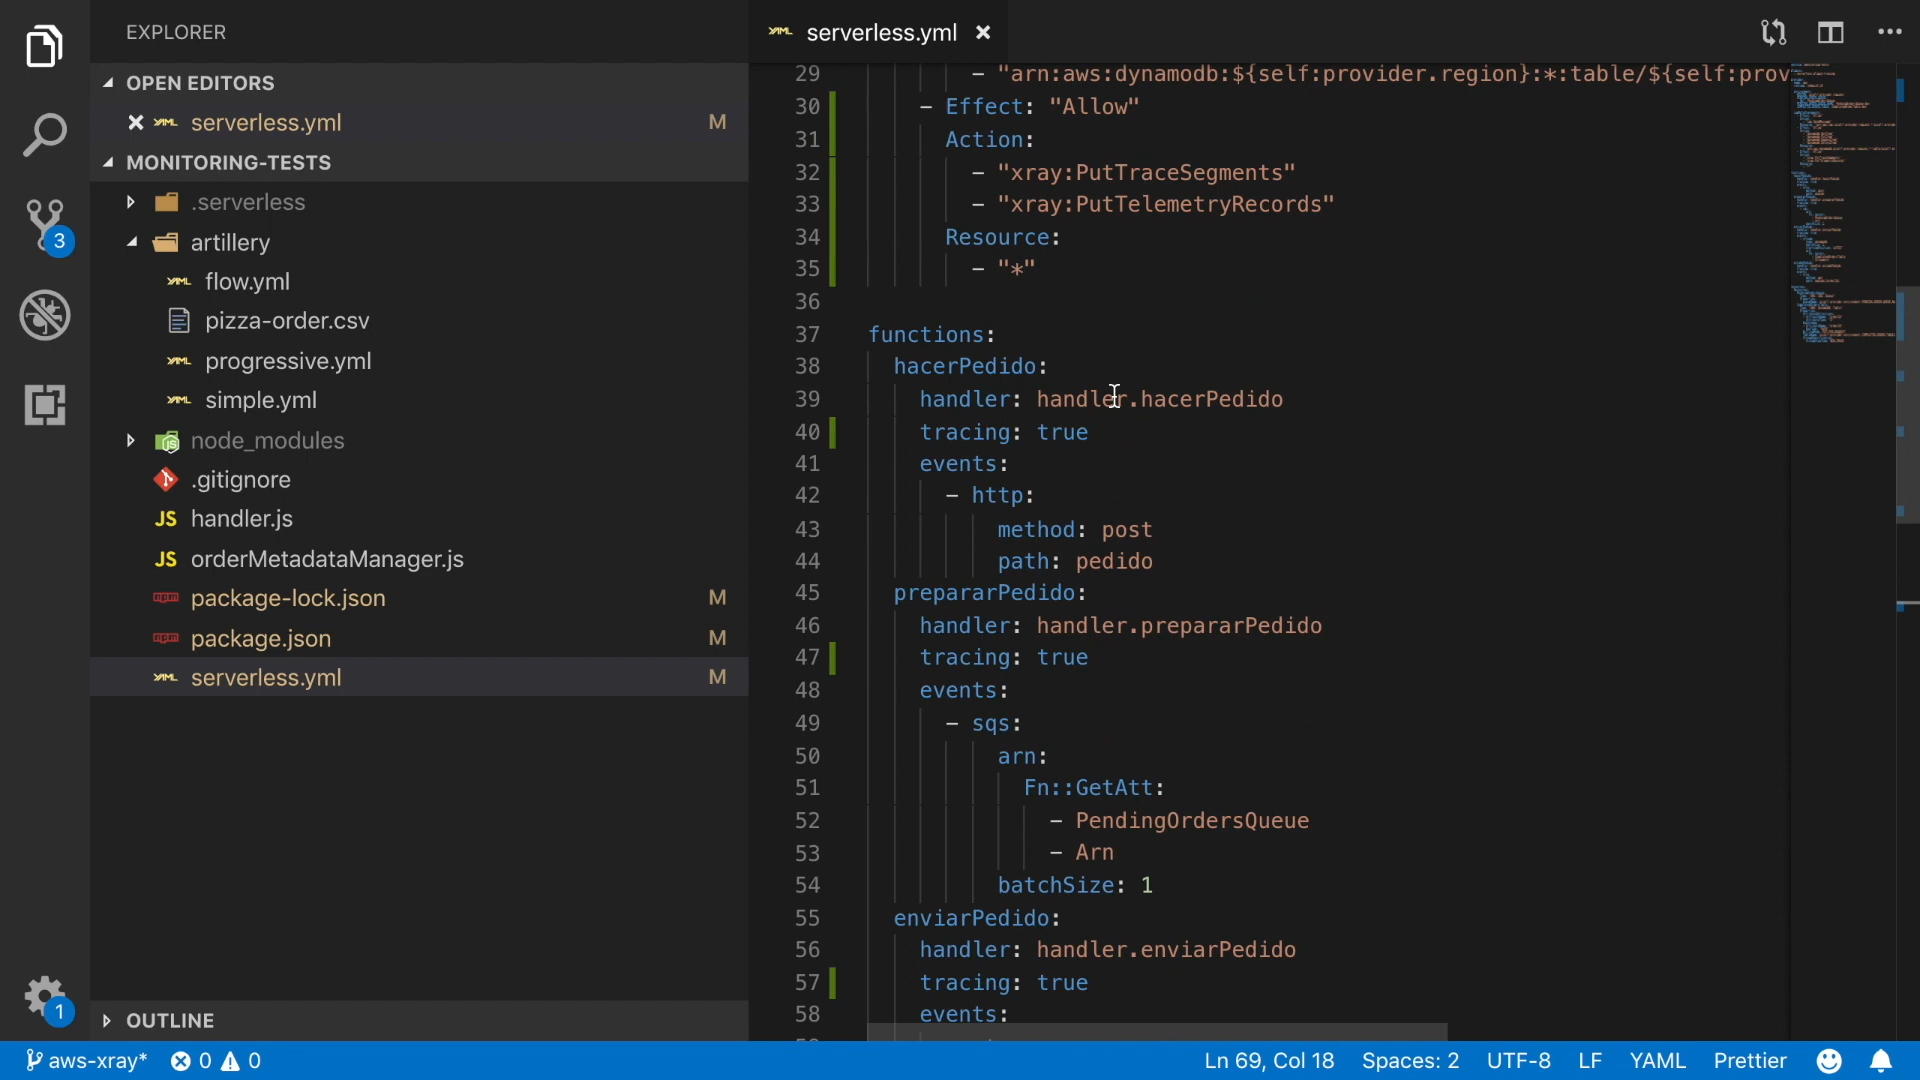 EXPLORER
OPEN EDITORS
serverless.yml M
MONITORING-TESTS
.serverless
artillery
flow.yml
pizza-order.csv
progressive.yml
simple.yml
node_modules
.gitignore
JS handler.js
JS orderMetadataManager.js
package-lock.json M
package.json M
serverless.yml M
OUTLINE
3
1
serverless.yml
29 - "arn:aws:dynamodb:${self:provider.region}:*:table/${self:prov
30 - Effect: "Allow"
31 Action:
32 - "xray:PutTraceSegments"
33 - "xray:PutTelemetryRecords"
34 Resource:
35 - "*"
36
37 functions:
38 hacerPedido:
39 handler: handler.hacerPedido
40 tracing: true
41 events:
42 - http:
43 method: post
44 path: pedido
45 prepararPedido:
46 handler: handler.prepararPedido
47 tracing: true
48 events:
49 - sqs:
50 arn:
51 Fn::GetAtt:
52 - PendingOrdersQueue
53 - Arn
54 batchSize: 1
55 enviarPedido:
56 handler: handler.enviarPedido
57 tracing: true
58 events:
aws-xray* 0 0 Ln 69, Col 18 Spaces: 2 UTF-8 LF YAML Prettier